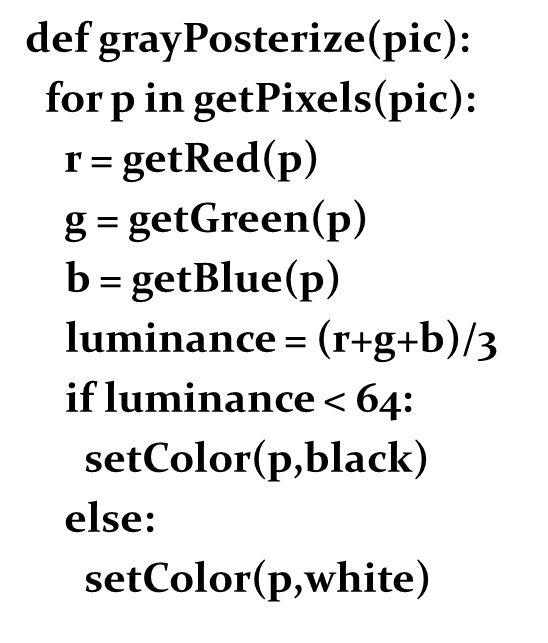 def grayPosterize(pic):
  for p in getPixels(pic):
    r = getRed(p)
    g = getGreen(p)
    b = getBlue(p)
    luminance = (r+g+b)/3
    if luminance < 64:
      setColor(p,black)
    else:
      setColor(p,white)